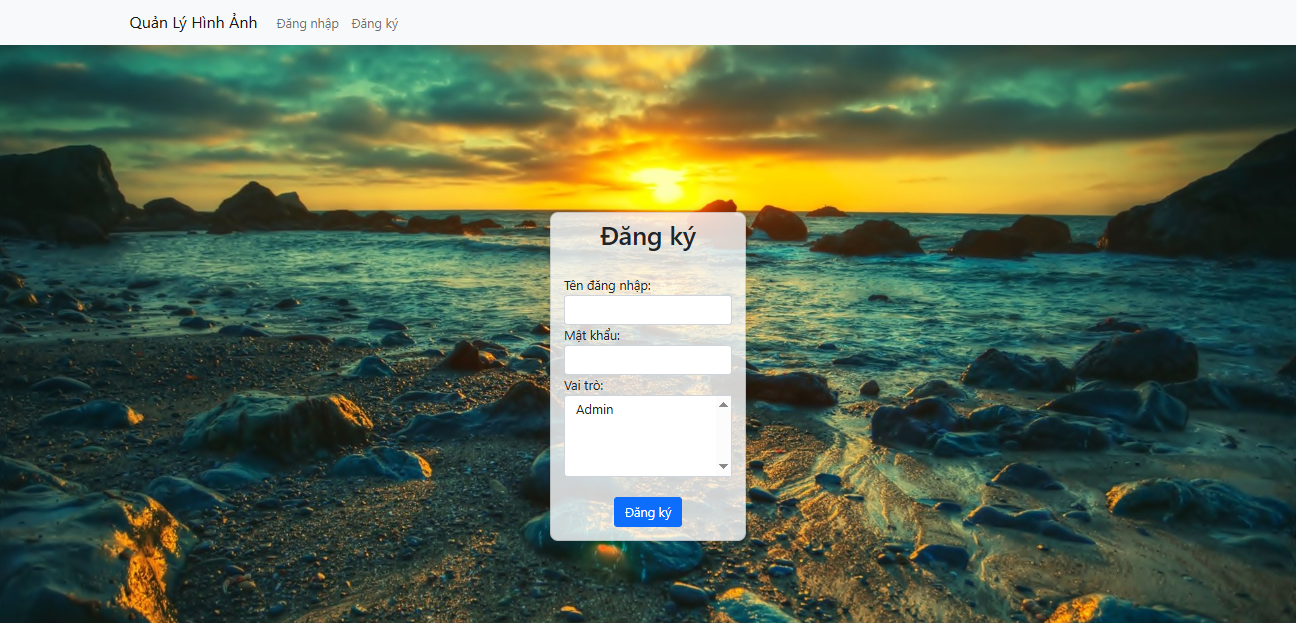 Quản Lý Hình Ảnh Đăng nhập Đăng ký
Đăng ký
Tên đăng nhập:
Mật khẩu:
Vai trò:
Admin
Đăng ký